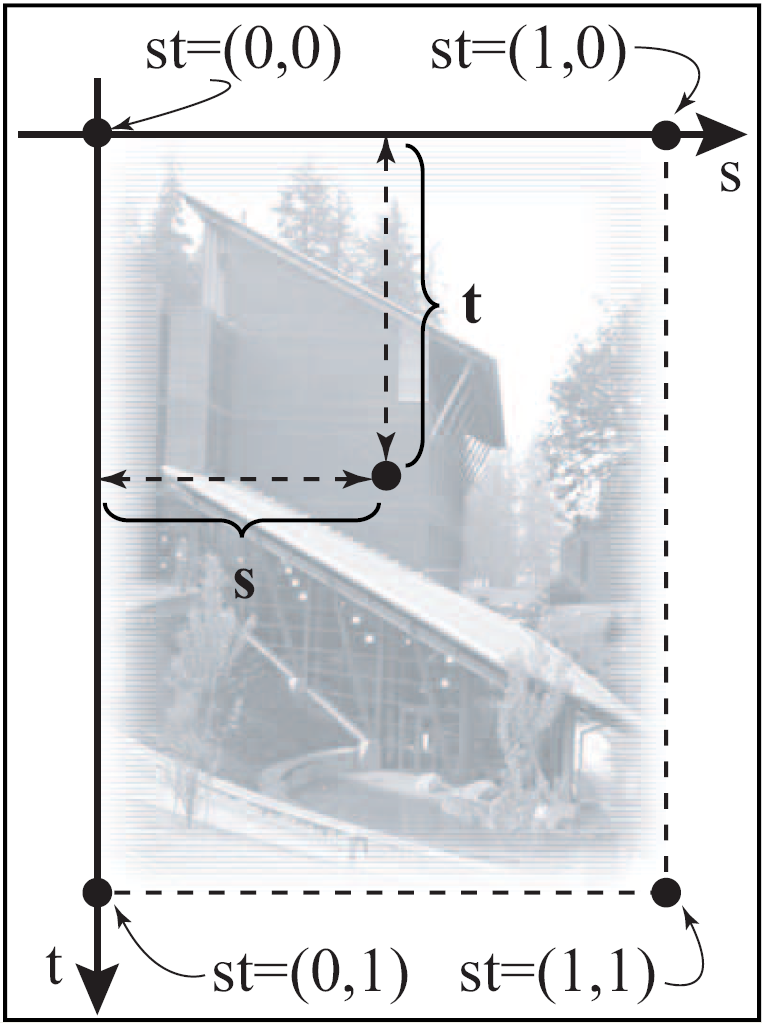 st=(0,0) st=(1,0)
s
t
s
t st=(0,1) st=(1,1)